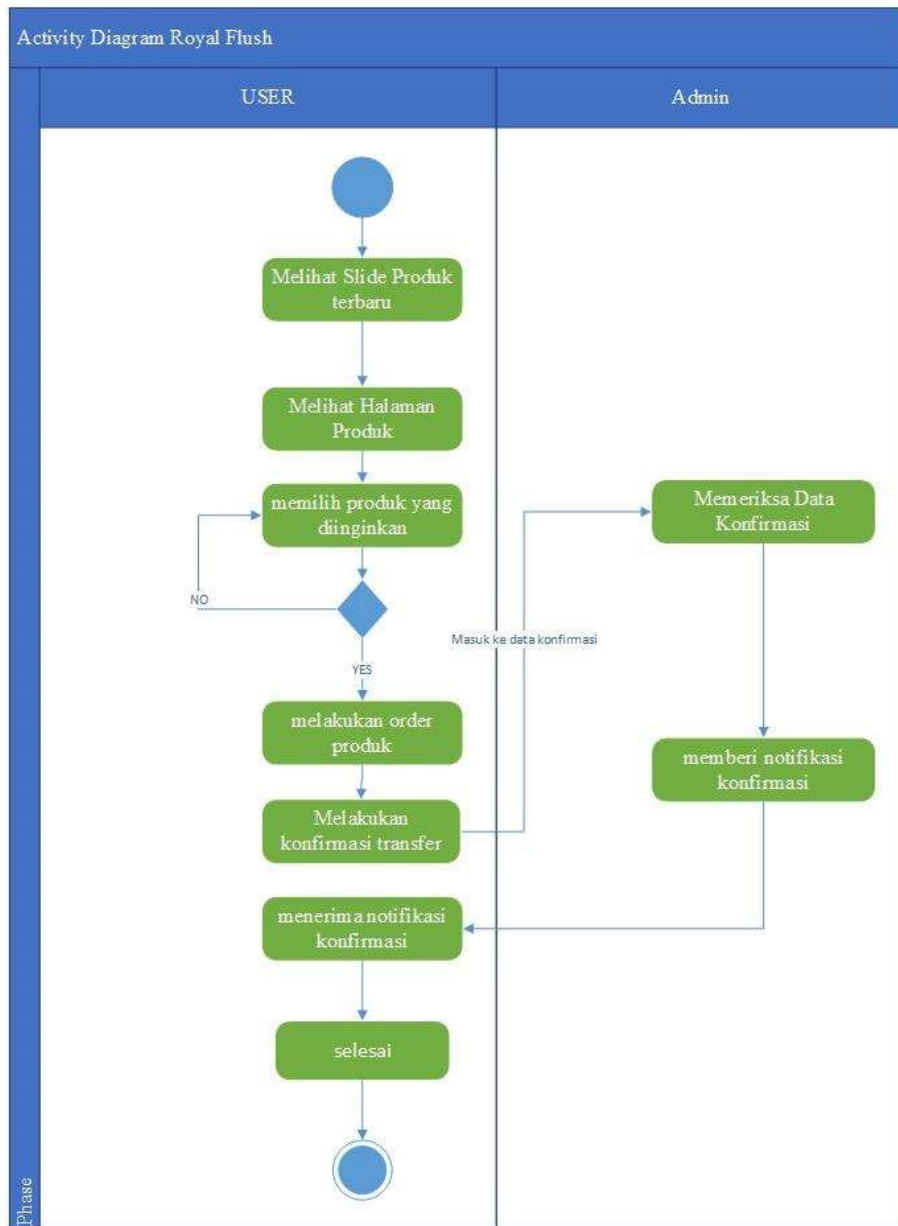 Activity Diagram Royal Flush
USER
Admin
Melihat Slide Produk
terbaru
Melihat Halaman
Produk
memilih produk yang
diinginkan
Memeriksa Data
Konfirmasi
NO
Masuk ke data konfirmasi
YES
melakukan order
produk
memberi notifikasi
konfirmasi
Melakukan
konfirmasi transfer
menerima notifikasi
konfirmasi
selesai
Phase